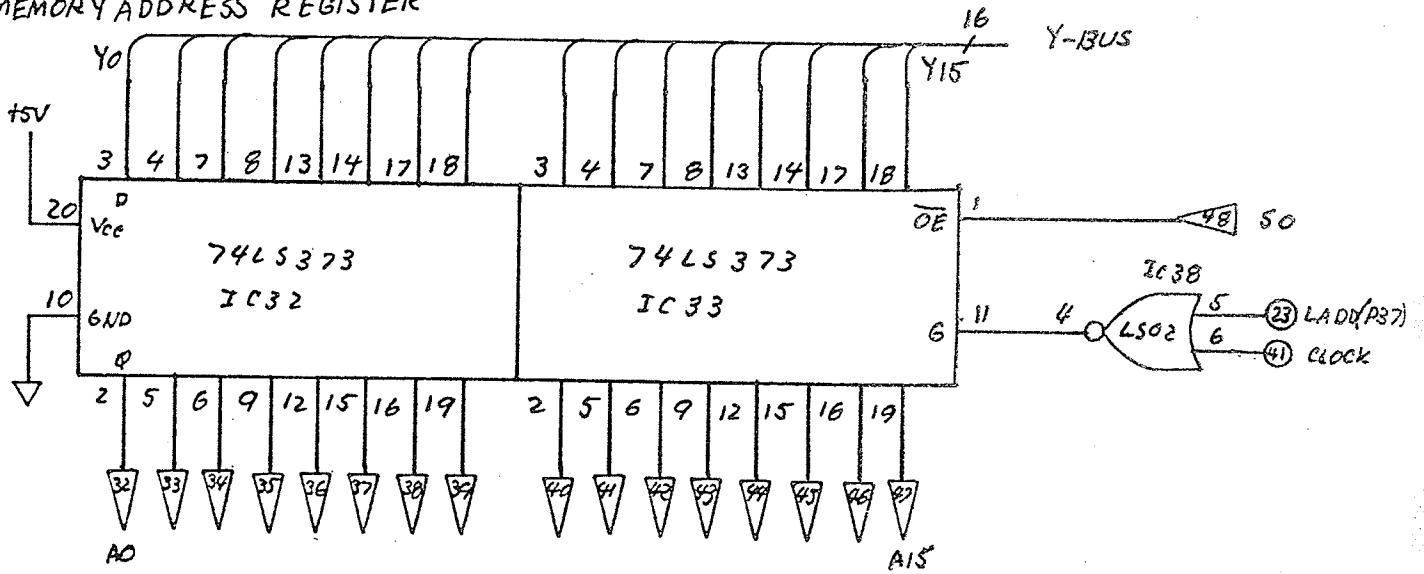 MEMORY ADDRESS REGISTER
16
Y-BUS
Y0
Y15
+5V
3 4 7 8 13 14 17 18 3 4 7 8 13 14 17 18
20
Vcc
D
OE
1
48
S0
74LS373
IC32
74LS373
IC33
IC38
10
GND
G
11
4
LS02
5
23
LADD(P37)
6
41
CLOCK
Q
2 5 6 9 12 15 16 19 2 5 6 9 12 15 16 19
32 33 34 35 36 37 38 39 40 41 42 43 44 45 46 47
A0
A15